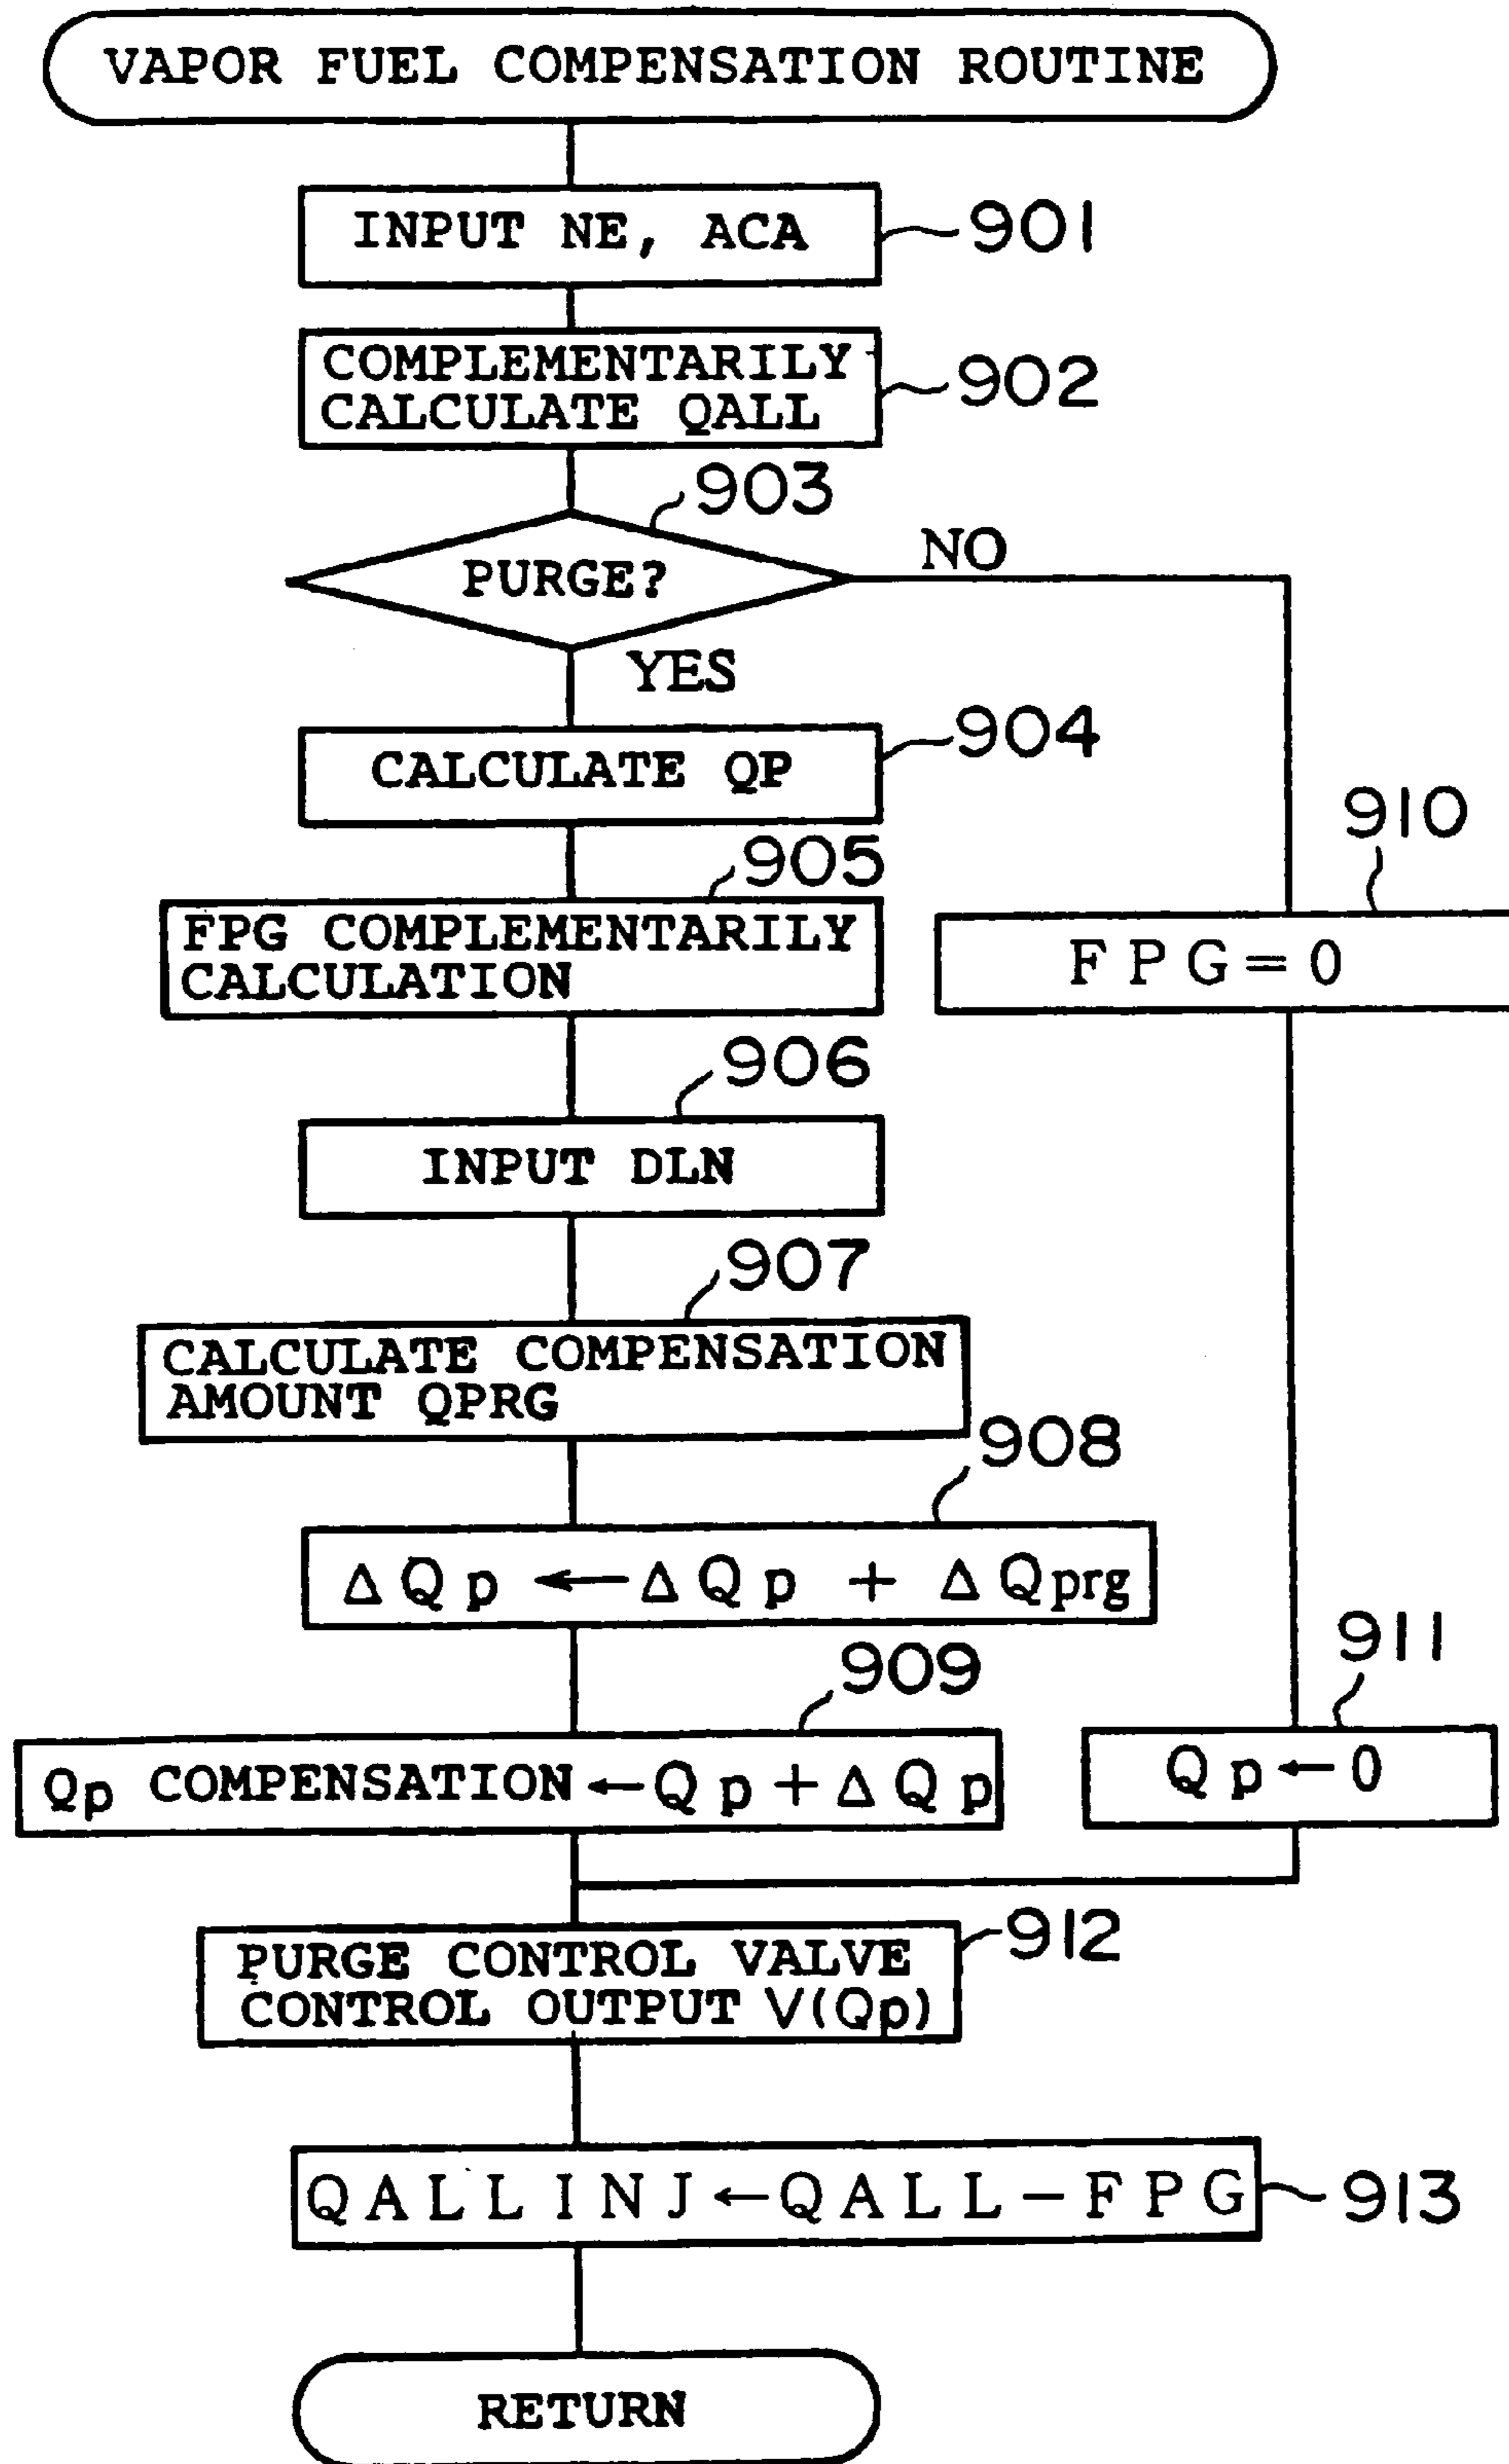 VAPOR FUEL COMPENSATION ROUTINE
INPUT NE, ACA
901
COMPLEMENTARILY
CALCULATE QALL
902
903
PURGE?
NO
YES
CALCULATE QP
904
905
FPG COMPLEMENTARILY
CALCULATION
910
FPG=0
906
INPUT DLN
907
CALCULATE COMPENSATION
AMOUNT QPRG
908
ΔQp ← ΔQp + ΔQprg
909
Qp COMPENSATION ← Qp + ΔQp
911
Qp ← 0
PURGE CONTROL VALVE
CONTROL OUTPUT V(Qp)
912
QALLINJ←QALL-FPG
913
RETURN